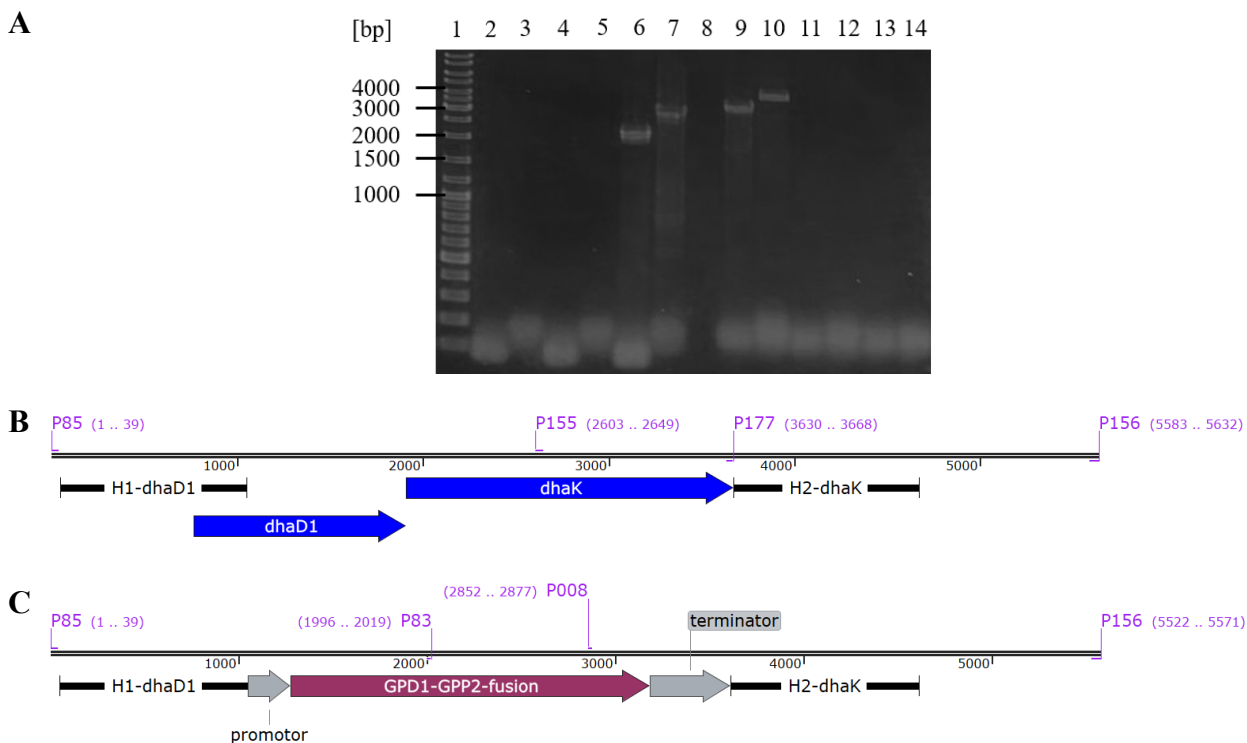 A
[bp] 1 2 3 4 5 6 7 8 9 10 11 12 13 14
4000
3000
2000
1500
1000
B
P85 (1 .. 39) P155 (2603 .. 2649) P177 (3630 .. 3668) P156 (5583 .. 5632)
1000 2000 3000 4000 5000
H1-dhaD1 dhaK H2-dhaK
dhaD1
C
(2852 .. 2877) P008
P85 (1 .. 39) (1996 .. 2019) P83 terminator P156 (5522 .. 5571)
1000 2000 3000 4000 5000
H1-dhaD1 GPD1-GPP2-fusion H2-dhaK
promotor